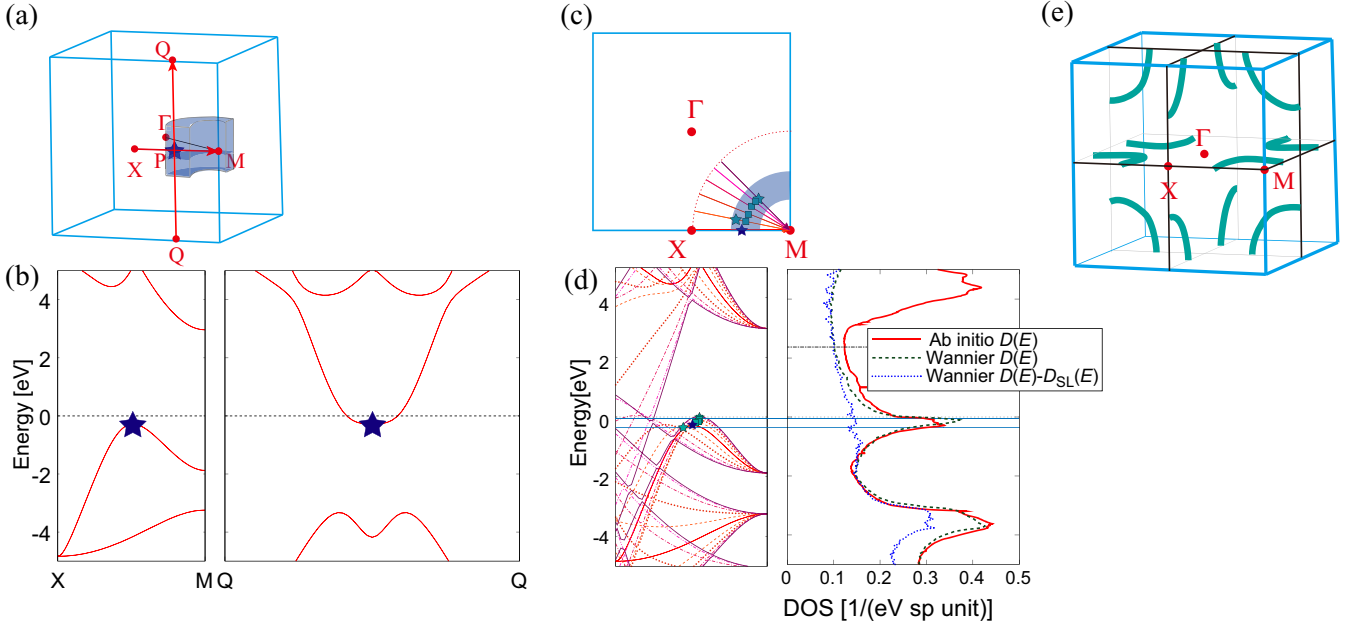 (a)
Q
Γ
X
P
M
Q
(b)
4
2
0
-2
-4
Energy [eV]
X
M
Q
Q
(c)
Γ
X
M
(d)
4
2
0
-2
-4
Energy[eV]
Ab initio D(E)
Wannier D(E)
Wannier D(E)-D_SL(E)
0
0.1
0.2
0.3
0.4
0.5
DOS [1/(eV sp unit)]
(e)
Γ
X
M